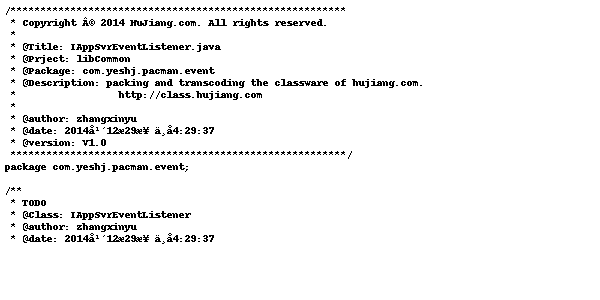 /********************************************************
 * Copyright Â© 2014 HuJiang.com. All rights reserved.
 *
 * @Title: IAppSvrEventListener.java
 * @Prject: libCommon
 * @Package: com.yeshj.pacman.event
 * @Description: packing and transcoding the classware of hujiang.com.
 *                 http://class.hujiang.com
 *
 * @author: zhangxinyu
 * @date: 2014å¹´12æ29æ¥ ä¸å4:29:37
 * @version: V1.0
 ********************************************************/
package com.yeshj.pacman.event;

/**
 * TODO
 * @Class: IAppSvrEventListener
 * @author: zhangxinyu
 * @date: 2014å¹´12æ29æ¥ ä¸å4:29:37